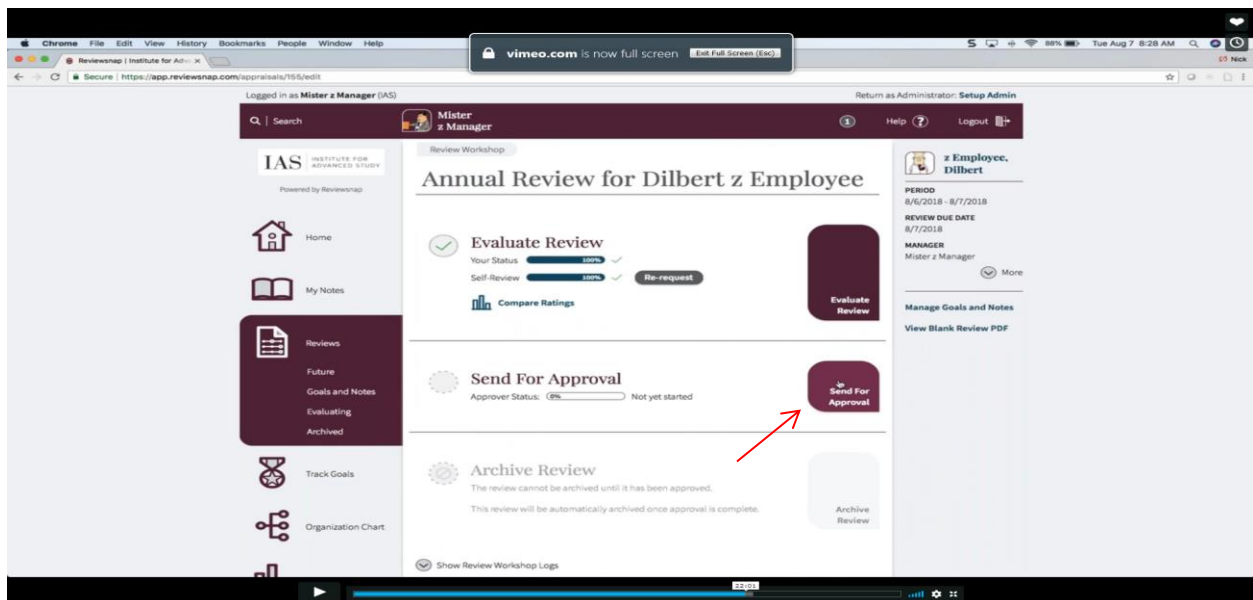 Chrome File Edit View History Bookmarks People Window Help
88% Tue Aug 7 8:28 AM
vimeo.com is now full screen Exit Full Screen (Esc)
Reviewsnap | Institute for Adv
Nick
Secure | https://app.reviewsnap.com/appraisals/155/edit
Logged in as Mister z Manager (IAS)
Return as Administrator: Setup Admin
Search
Mister
z Manager
1
Help ?
Logout
IAS INSTITUTE FOR
ADVANCED STUDY
Powered by Reviewsnap
Home
My Notes
Reviews
Future
Goals and Notes
Evaluating
Archived
Track Goals
Organization Chart
Review Workshop
Annual Review for Dilbert z Employee
Evaluate Review
Your Status 100%
Self-Review 100% Re-request
Compare Ratings
Evaluate
Review
Send For Approval
Approver Status: 0% Not yet started
Send For
Approval
Archive Review
The review cannot be archived until it has been approved.
This review will be automatically archived once approval is complete.
Archive
Review
Show Review Workshop Logs
z Employee,
Dilbert
PERIOD
8/6/2018 - 8/7/2018
REVIEW DUE DATE
8/7/2018
MANAGER
Mister z Manager
More
Manage Goals and Notes
View Blank Review PDF
22:01